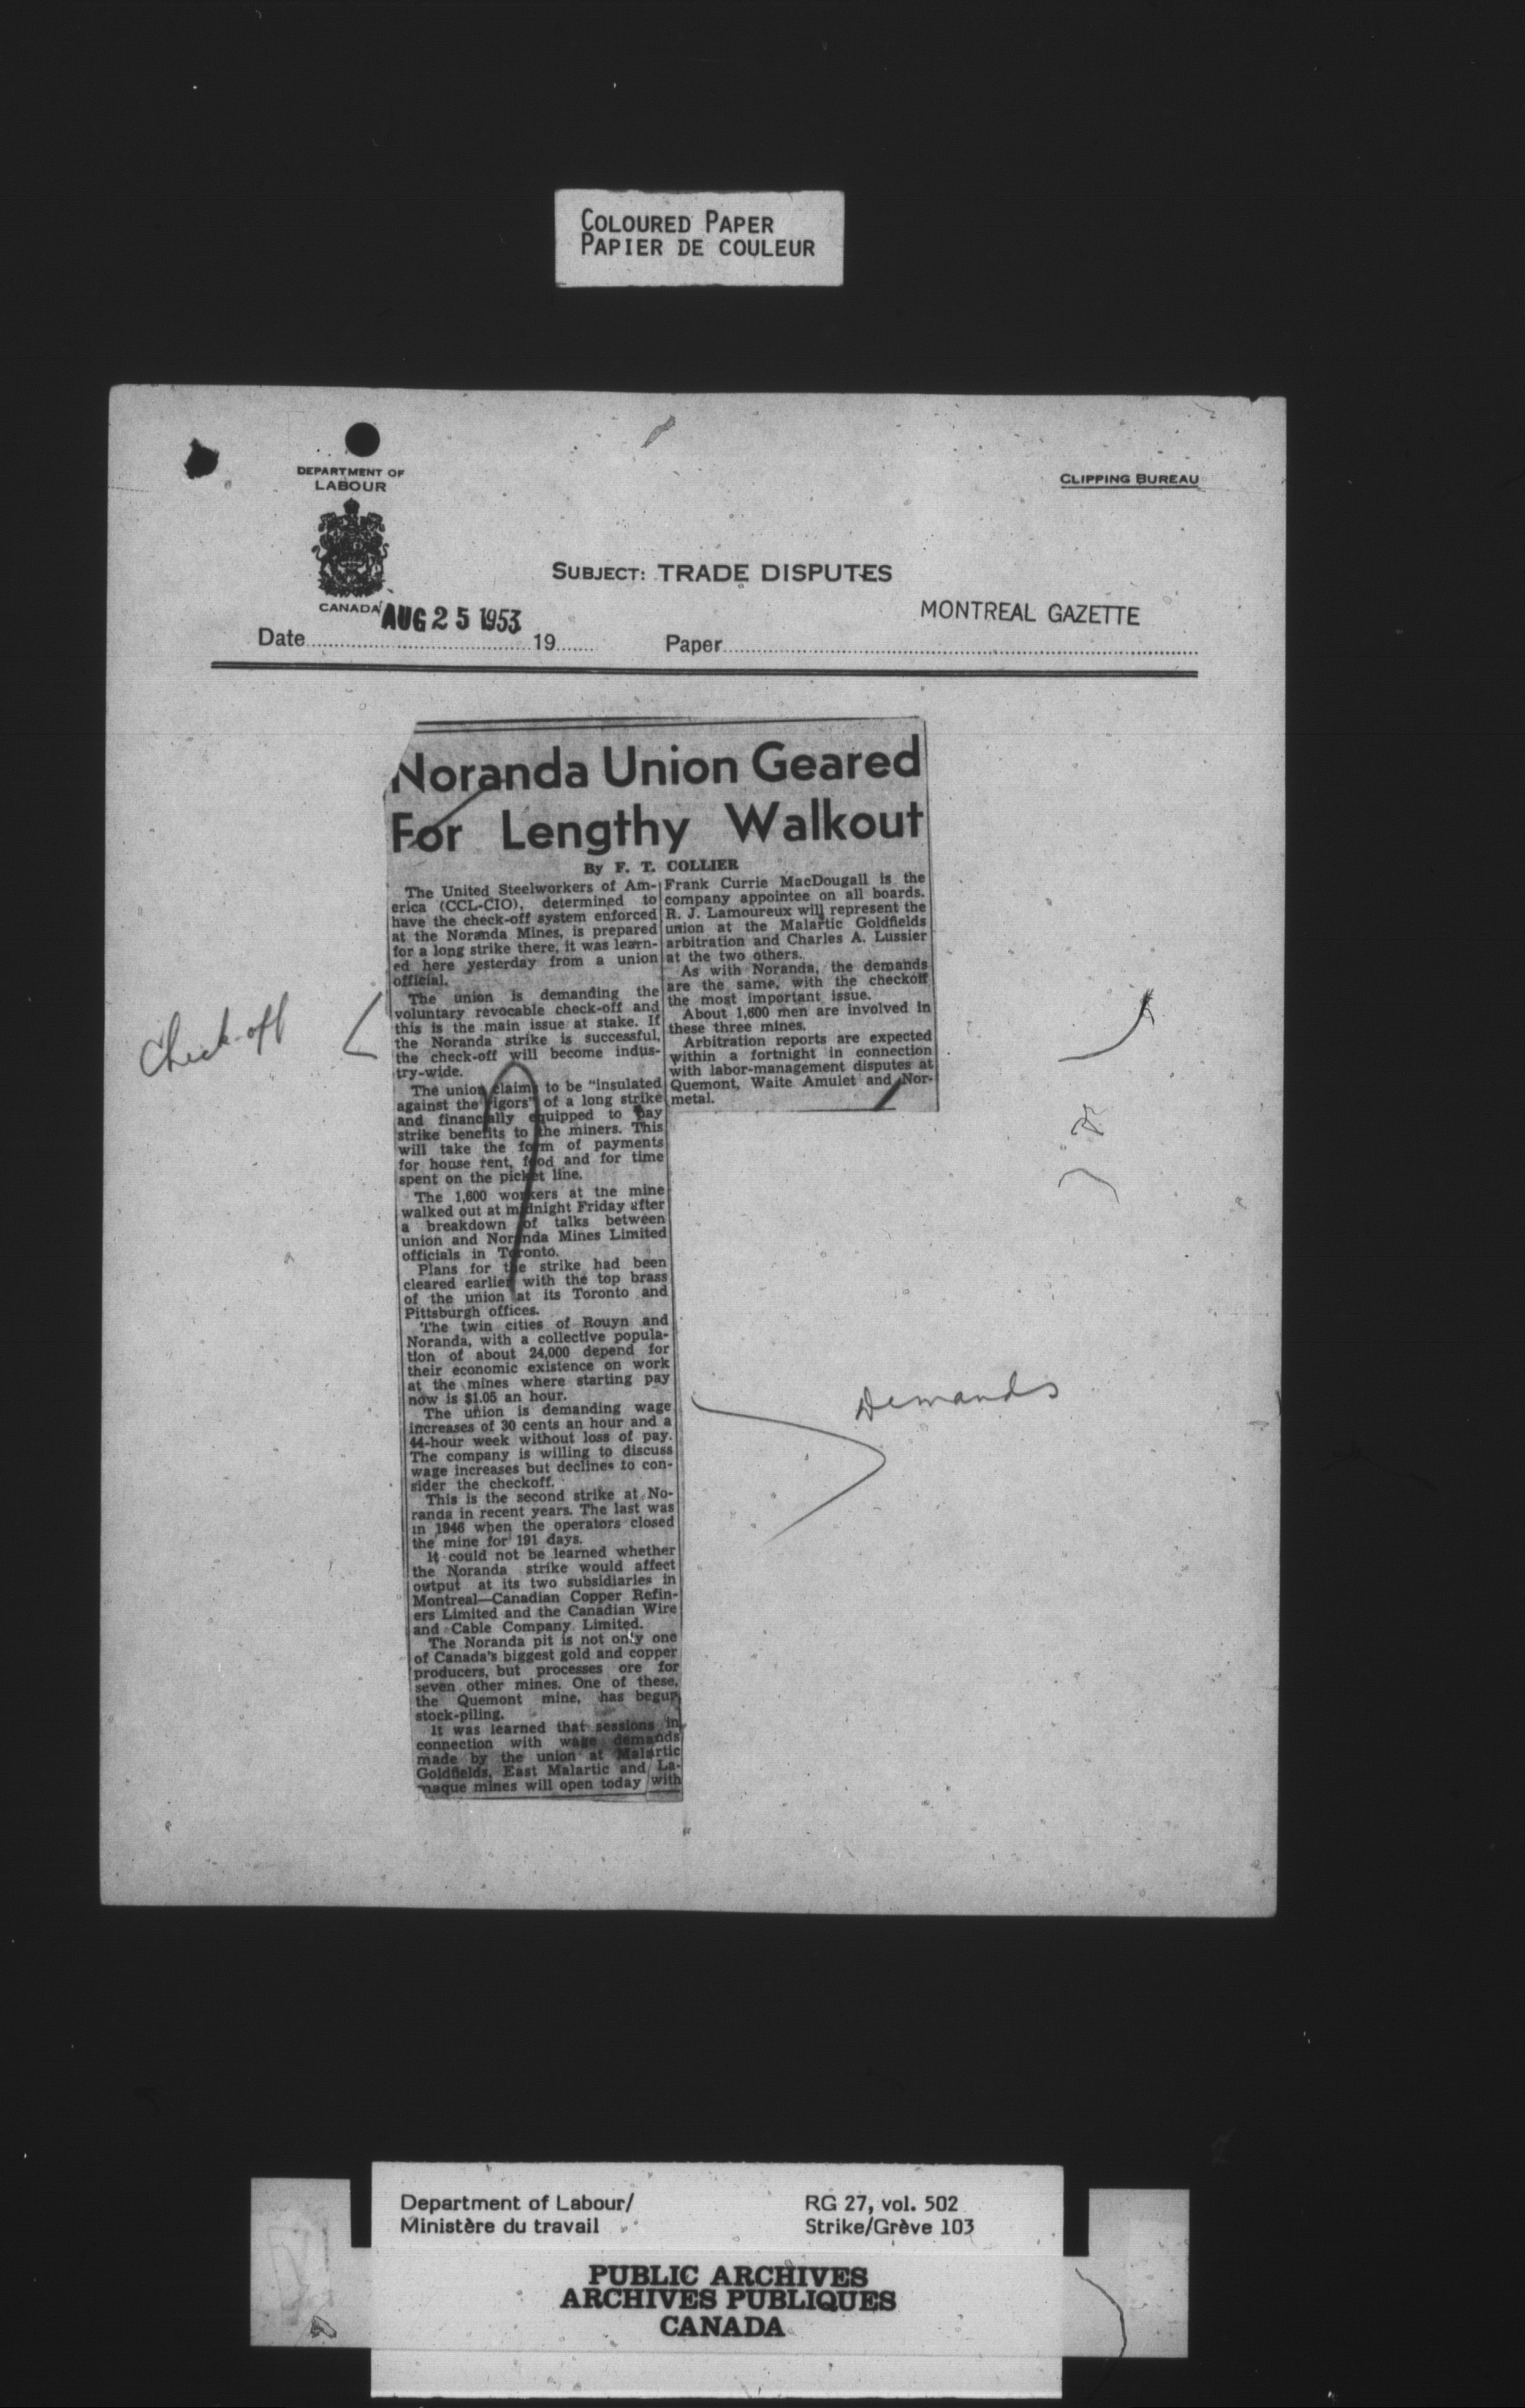 COLOURED PAPER
PAPIER DE COULEUR
DEPARTMENT OF
LABOUR
CANADA
CLIPPING BUREAU
SUBJECT: TRADE DISPUTES
AUG 25 1953
MONTREAL GAZETTE
Date 19 Paper
Noranda Union Geared
For Lengthy Walkout
By F. T. COLLIER
The United Steelworkers of Am-
erica (CCL-CIO), determined to
have the check-off system enforced
at the Noranda Mines, is prepared
for a long strike there, it was learn-
ed here yesterday from a union
official.
The union is demanding the
voluntary revocable check-off and
this is the main issue at stake. If
the Noranda strike is successful,
the check-off will become indus-
try-wide.
The union claims to be "insulated
against the rigors" of a long strike
and financially equipped to pay
strike benefits to the miners. This
will take the form of payments
for house rent, food and for time
spent on the picket line.
The 1,600 workers at the mine
walked out at midnight Friday after
a breakdown of talks between
union and Noranda Mines Limited
officials in Toronto.
Plans for the strike had been
cleared earlier with the top brass
of the union at its Toronto and
Pittsburgh offices.
The twin cities of Rouyn and
Noranda, with a collective popula-
tion of about 24,000 depend for
their economic existence on work
at the mines where starting pay
now is $1.05 an hour.
The union is demanding wage
increases of 30 cents an hour and a
44-hour week without loss of pay.
The company is willing to discuss
wage increases but declines to con-
sider the checkoff.
This is the second strike at No-
randa in recent years. The last was
in 1946 when the operators closed
the mine for 191 days.
It could not be learned whether
the Noranda strike would affect
output at its two subsidiaries in
Montreal—Canadian Copper Refin-
ers Limited and the Canadian Wire
and Cable Company Limited.
The Noranda pit is not only one
of Canada's biggest gold and copper
producers, but processes ore for
seven other mines. One of these,
the Quemont mine, has begun
stock-piling.
It was learned that sessions in
connection with wage demands
made by the union at Malartic
Goldfields, East Malartic and La-
maque mines will open today with
Frank Currie MacDougall is the
company appointee on all boards.
R. J. Lamoureux will represent the
union at the Malartic Goldfields
arbitration and Charles A. Lussier
at the two others.
As with Noranda, the demands
are the same, with the checkoff
the most important issue.
About 1,600 men are involved in
these three mines.
Arbitration reports are expected
within a fortnight in connection
with labor-management disputes at
Quemont, Waite Amulet and Nor-
metal.
Check-off
Demands
Department of Labour/
Ministère du travail
RG 27, vol. 502
Strike/Grève 103
PUBLIC ARCHIVES
ARCHIVES PUBLIQUES
CANADA